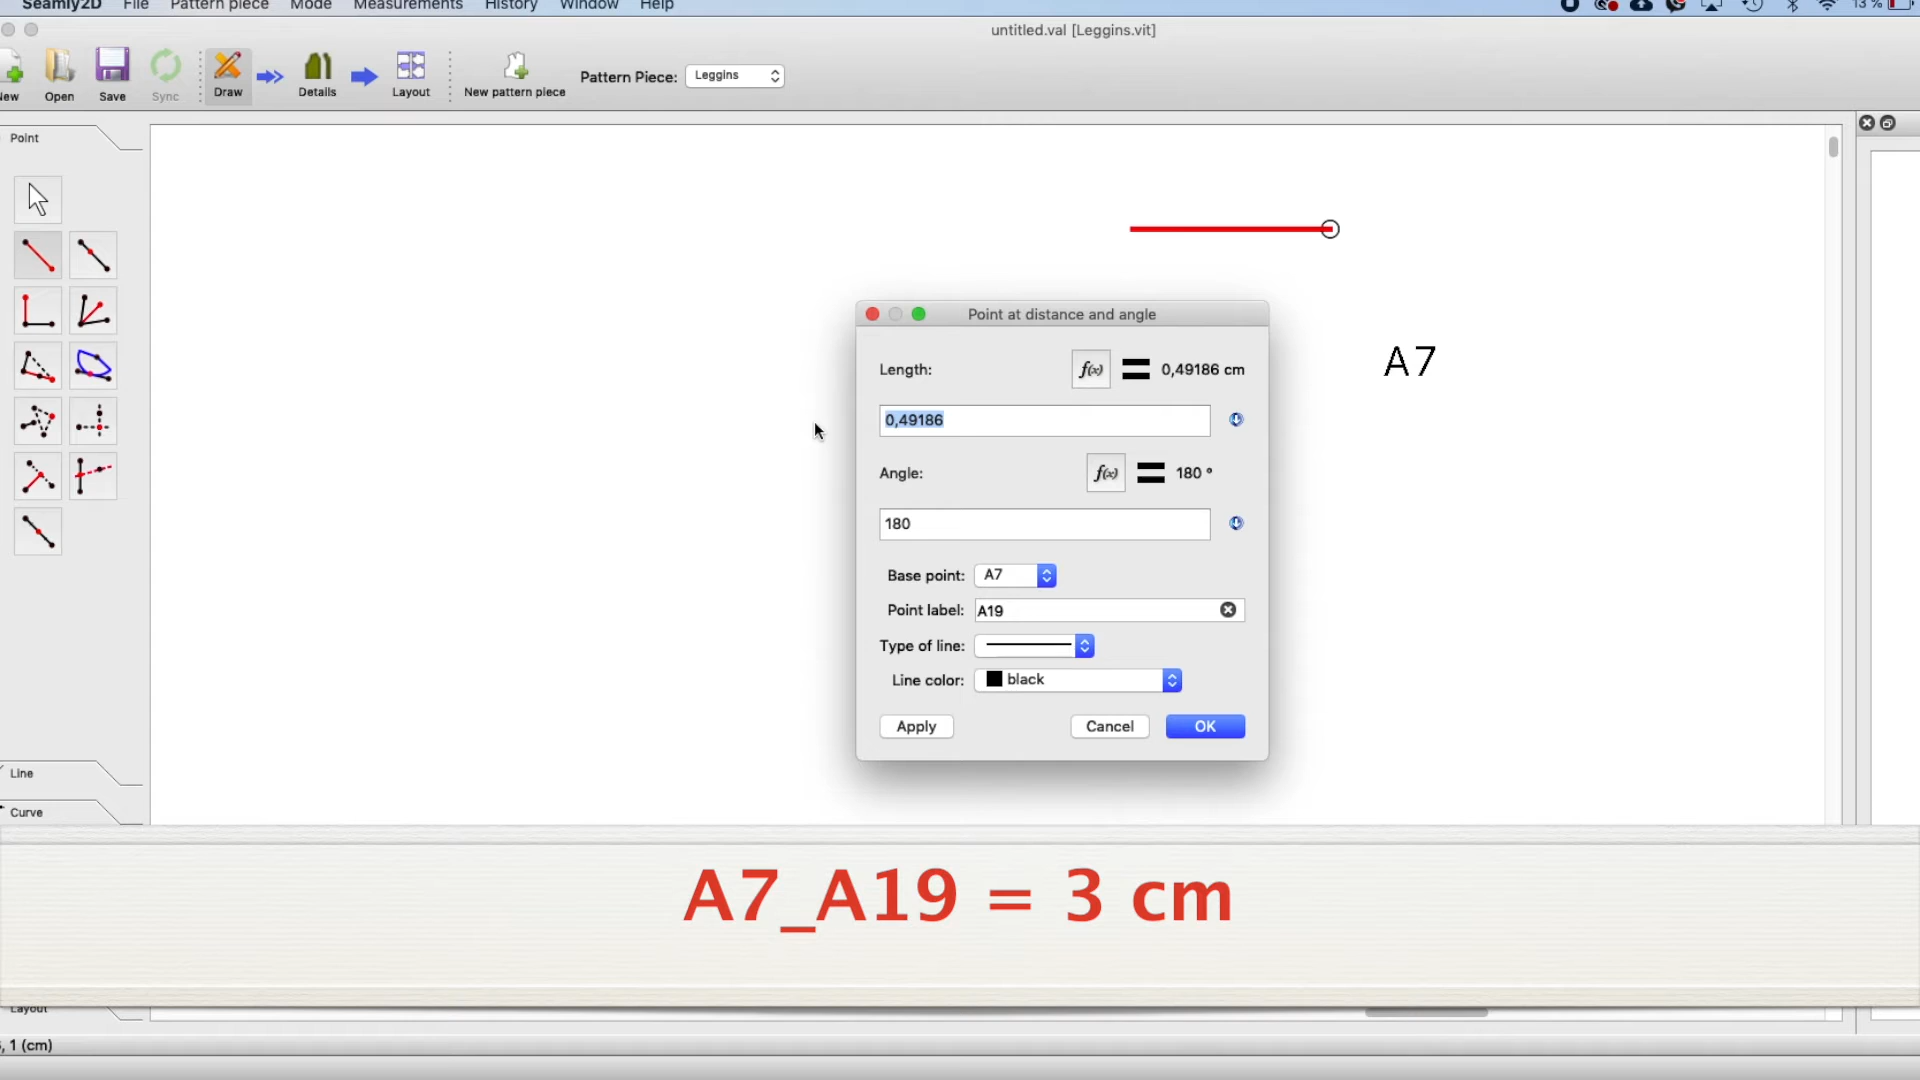 Seamly2D File Pattern piece Mode Measurements History Window Help 13 %
untitled.val [Leggins.vit]
New Open Save Sync Draw Details Layout New pattern piece Pattern Piece: Leggins
Point
A7
Point at distance and angle
Length: f(x) 0,49186 cm
0,49186
Angle: f(x) 180 °
180
Base point: A7
Point label: A19
Type of line:
Line color: black
Apply Cancel OK
Line
Curve
A7_A19 = 3 cm
Layout
, 1 (cm)